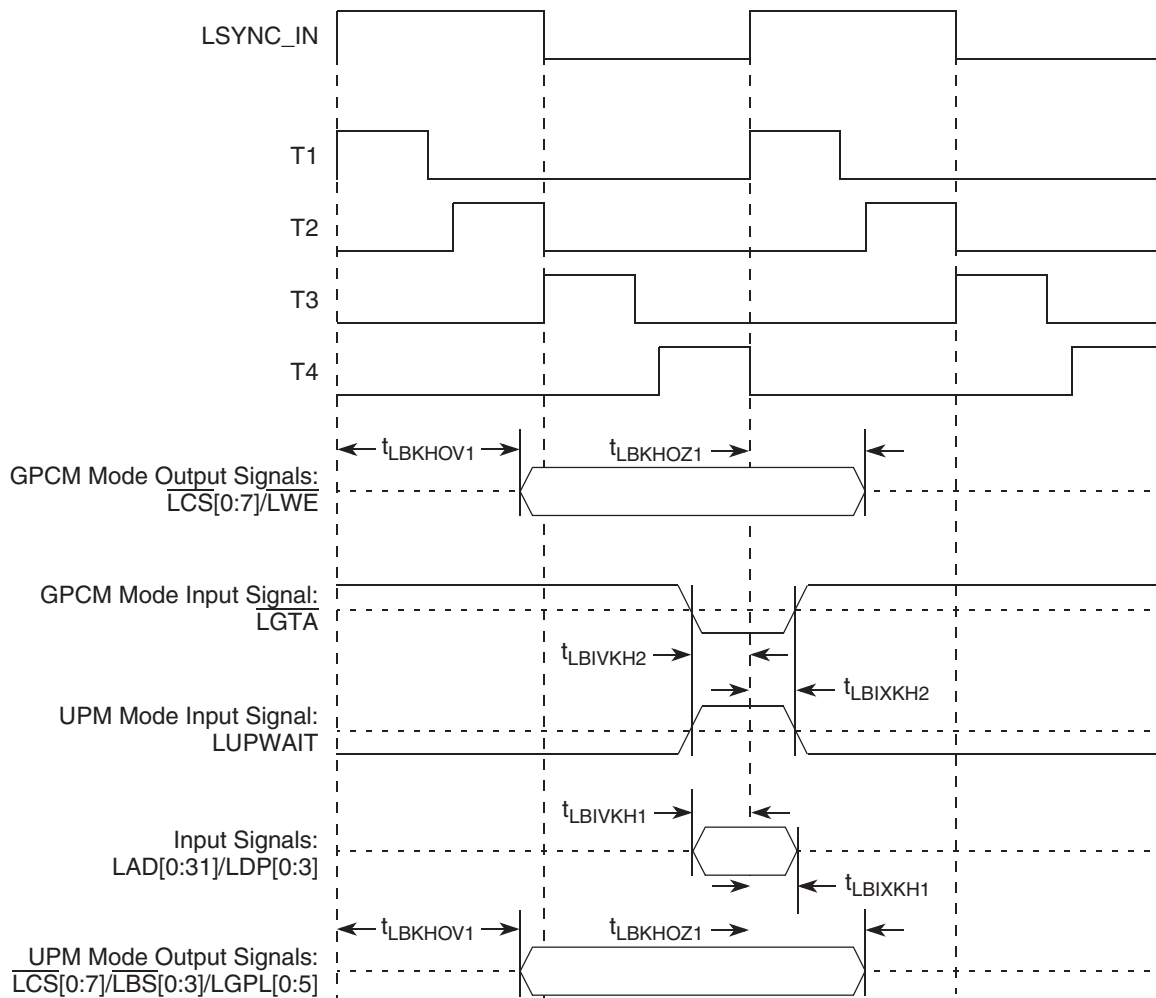 LSYNC_IN
T1
T2
T3
T4
tLBKHOV1
tLBKHOZ1
GPCM Mode Output Signals:
LCS[0:7]/LWE
GPCM Mode Input Signal:
LGTA
tLBIVKH2
tLBIXKH2
UPM Mode Input Signal:
LUPWAIT
tLBIVKH1
Input Signals:
LAD[0:31]/LDP[0:3]
tLBIXKH1
tLBKHOV1
tLBKHOZ1
UPM Mode Output Signals:
LCS[0:7]/LBS[0:3]/LGPL[0:5]